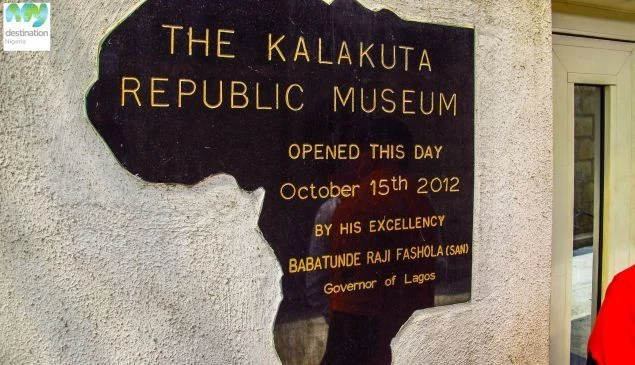 my
destination
Nigeria
THE KALAKUTA
REPUBLIC MUSEUM
OPENED THIS DAY
October 15th 2012
BY HIS EXCELLENCY
BABATUNDE RAJI FASHOLA (SAN)
Governor of Lagos